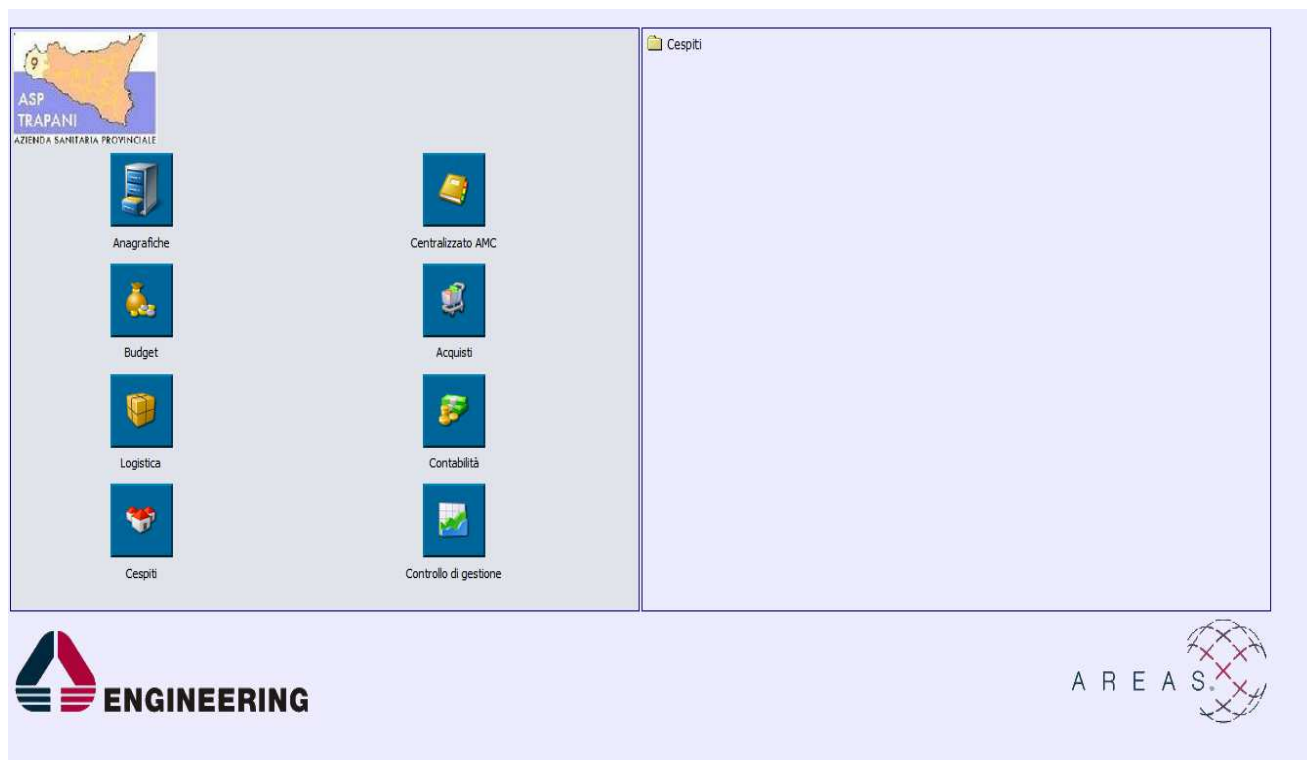 9
ASP
TRAPANI
AZIENDA SANITARIA PROVINCIALE
Anagrafiche
Centralizzato AMC
Budget
Acquisti
Logistica
Contabilità
Cespiti
Controllo di gestione
Cespiti
ENGINEERING
AREAS.